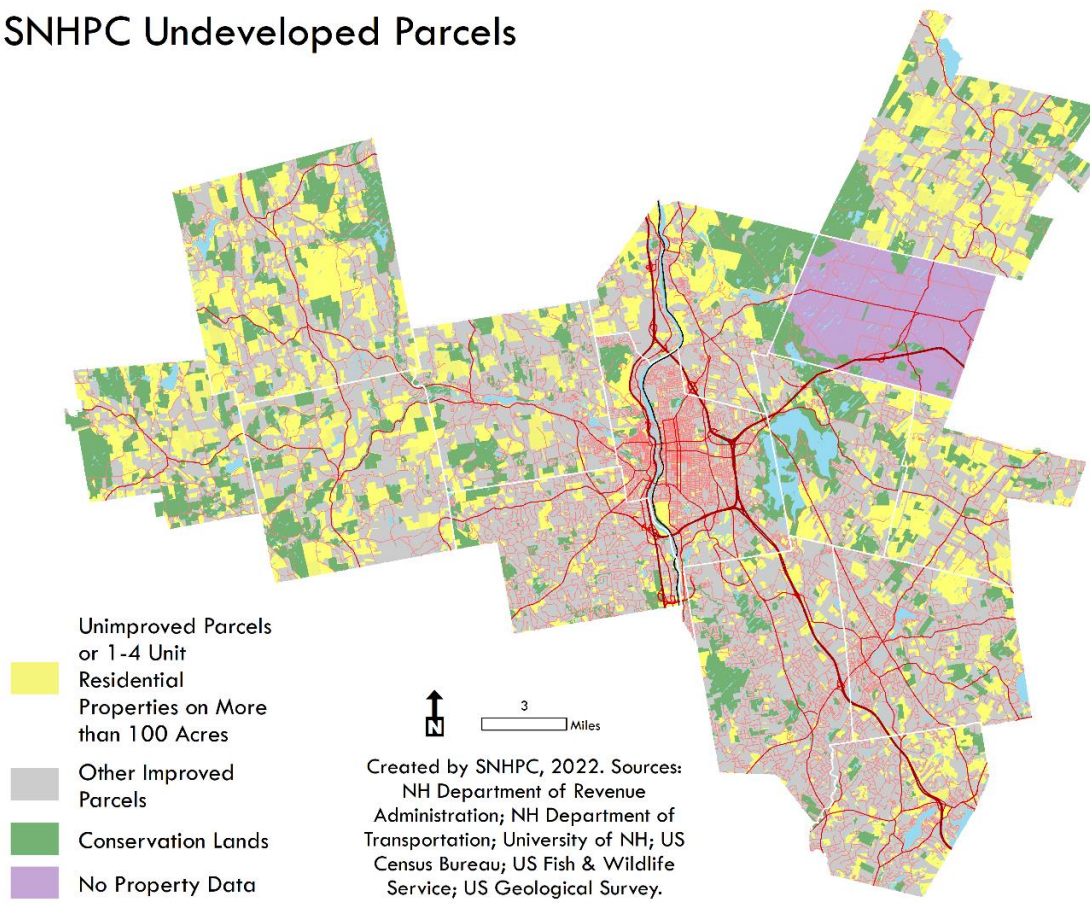 SNHPC Undeveloped Parcels
Unimproved Parcels
or 1-4 Unit
Residential
Properties on More
than 100 Acres
Other Improved
Parcels
Conservation Lands
No Property Data
N
3
Miles
Created by SNHPC, 2022. Sources:
NH Department of Revenue
Administration; NH Department of
Transportation; University of NH; US
Census Bureau; US Fish & Wildlife
Service; US Geological Survey.